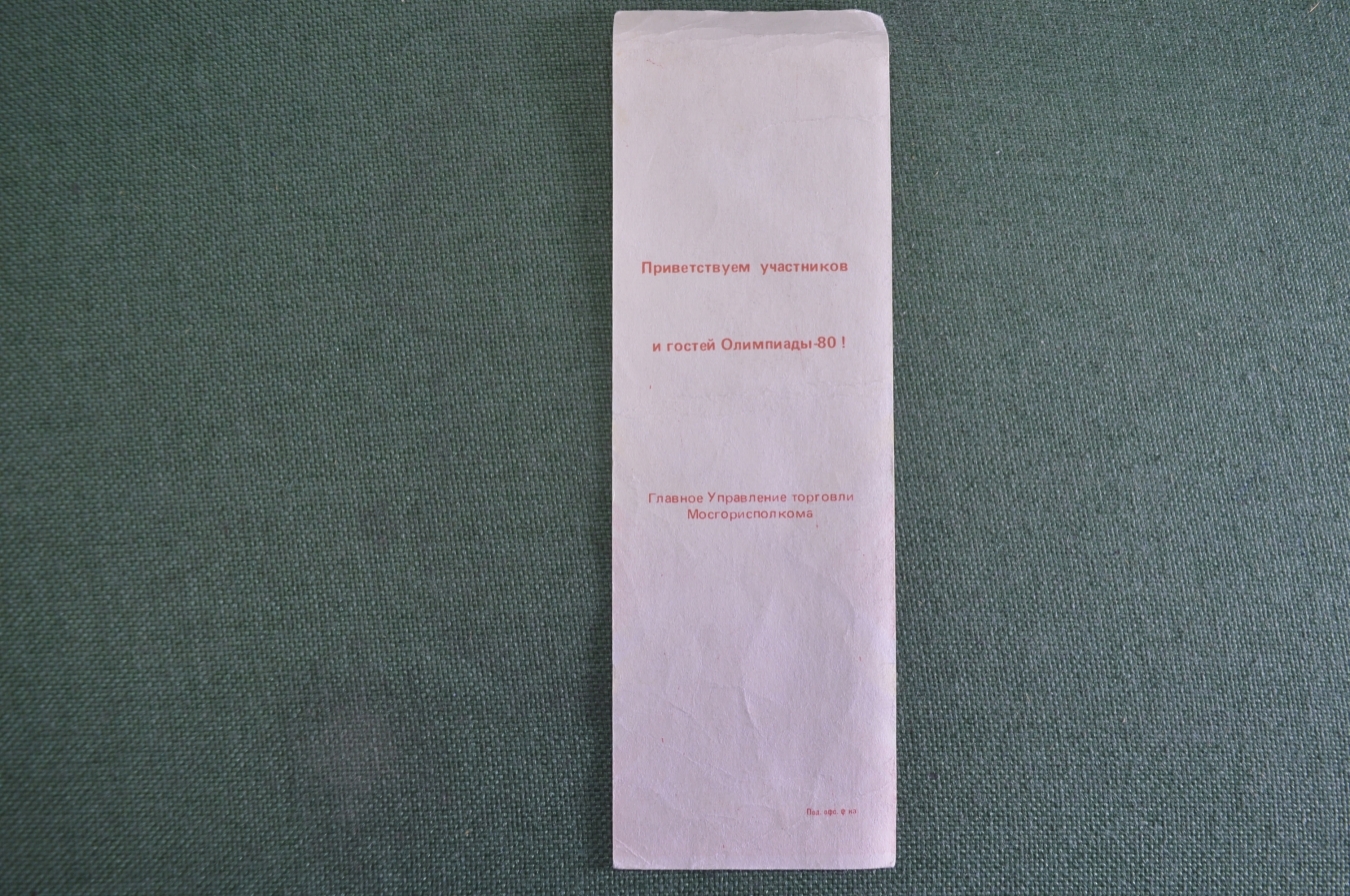 Приветствуем участников
и гостей Олимпиады-80 !
Главное Управление торговли
Мосгорисполкома